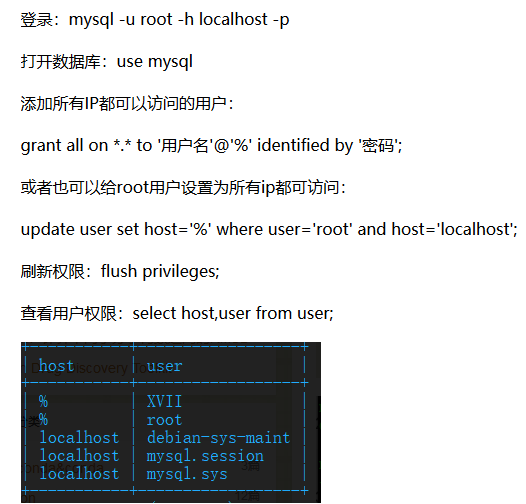 登录：mysql -u root -h localhost -p
打开数据库：use mysql
添加所有IP都可以访问的用户：
grant all on *.* to '用户名'@'%' identified by '密码';
或者也可以给root用户设置为所有ip都可访问：
update user set host='%' where user='root' and host='localhost';
刷新权限：flush privileges;
查看用户权限：select host,user from user;
+-----------+------------------+
| host | user |
+-----------+------------------+
| % | XVII |
| % | root |
| localhost | debian-sys-maint |
| localhost | mysql.session |
| localhost | mysql.sys |
+-----------+------------------+